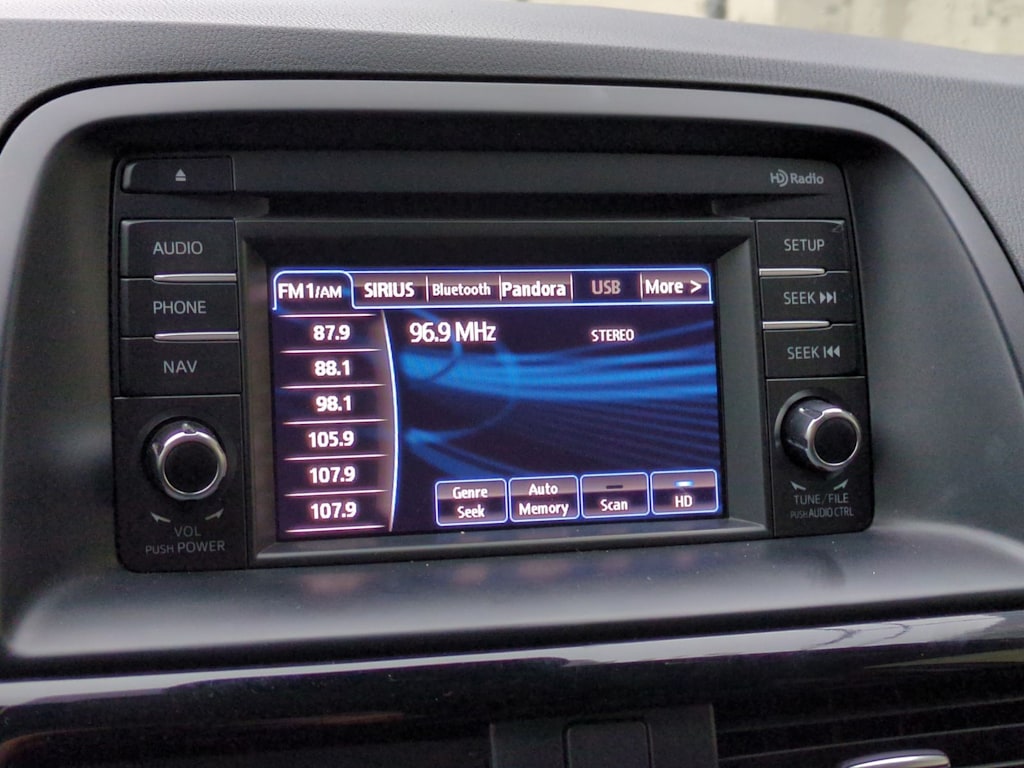 HD Radio
AUDIO
PHONE
NAV
VOL
PUSH POWER
FM1/AM SIRIUS Bluetooth Pandora USB More >
87.9
88.1
98.1
105.9
107.9
107.9
96.9 MHz STEREO
Genre
Seek
Auto
Memory
Scan
HD
SETUP
SEEK
SEEK
TUNE/FILE
PUSH AUDIO CTRL